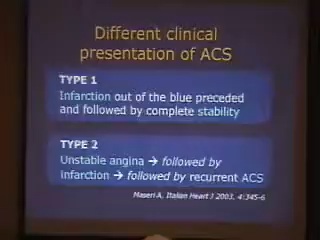 Different clinical
presentation of ACS
TYPE 1
Infarction out of the blue preceded
and followed by complete stability
TYPE 2
Unstable angina → followed by
infarction → followed by recurrent ACS
Maseri A, Italian Heart J 2003, 4:345-6